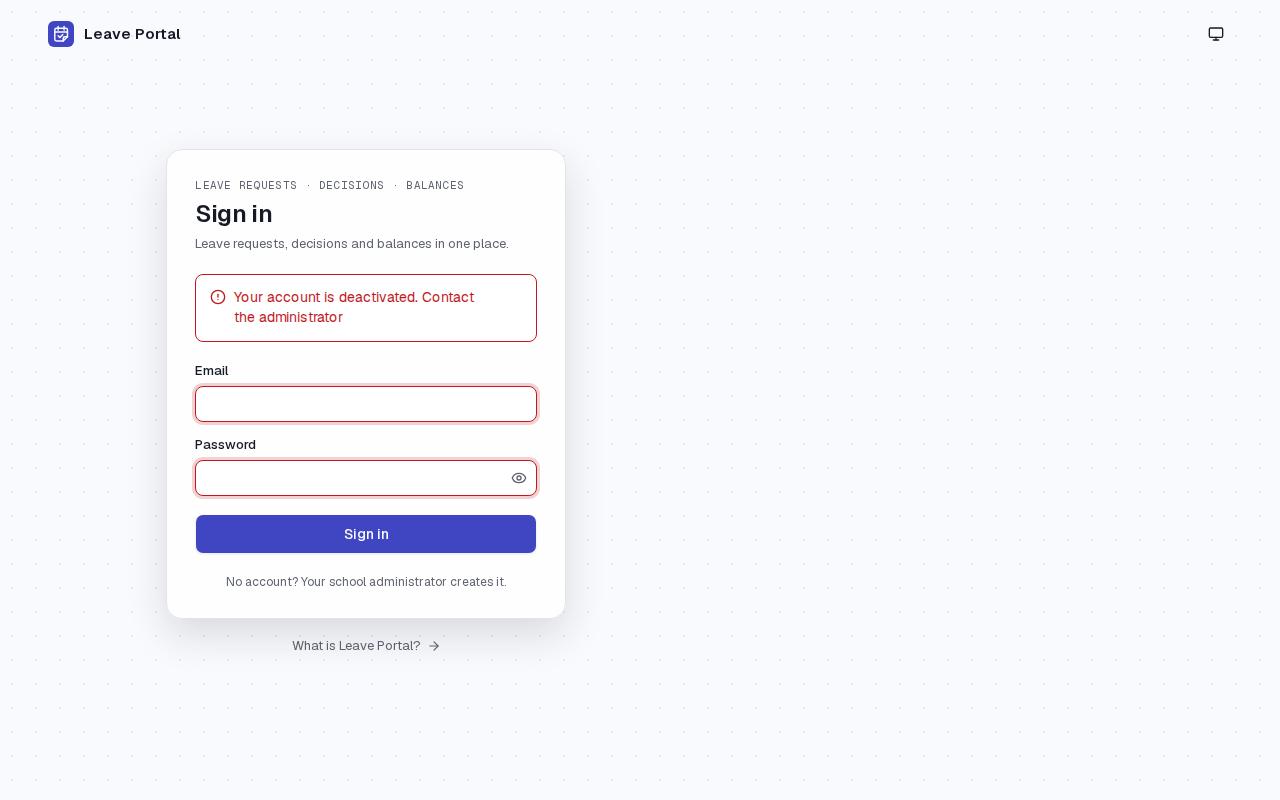 Leave Portal
LEAVE REQUESTS · DECISIONS · BALANCES
Sign in
Leave requests, decisions and balances in one place.
Your account is deactivated. Contact
the administrator
Email
Password
Sign in
No account? Your school administrator creates it.
What is Leave Portal? →